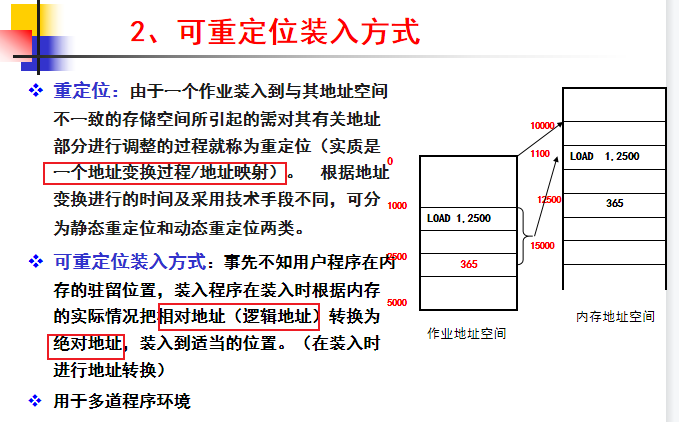 2、可重定位装入方式
重定位：由于一个作业装入到与其地址空间
不一致的存储空间所引起的需对其有关地址
部分进行调整的过程就称为重定位（实质是
一个地址变换过程/地址映射）。 根据地址
变换进行的时间及采用技术手段不同，可分
为静态重定位和动态重定位两类。
可重定位装入方式：事先不知用户程序在内
存的驻留位置，装入程序在装入时根据内存
的实际情况把相对地址（逻辑地址）转换为
绝对地址，装入到适当的位置。（在装入时
进行地址转换）
用于多道程序环境
0
1000
LOAD 1,2500
2500
365
5000
作业地址空间
10000
1100
LOAD 1,2500
12500
365
15000
内存地址空间